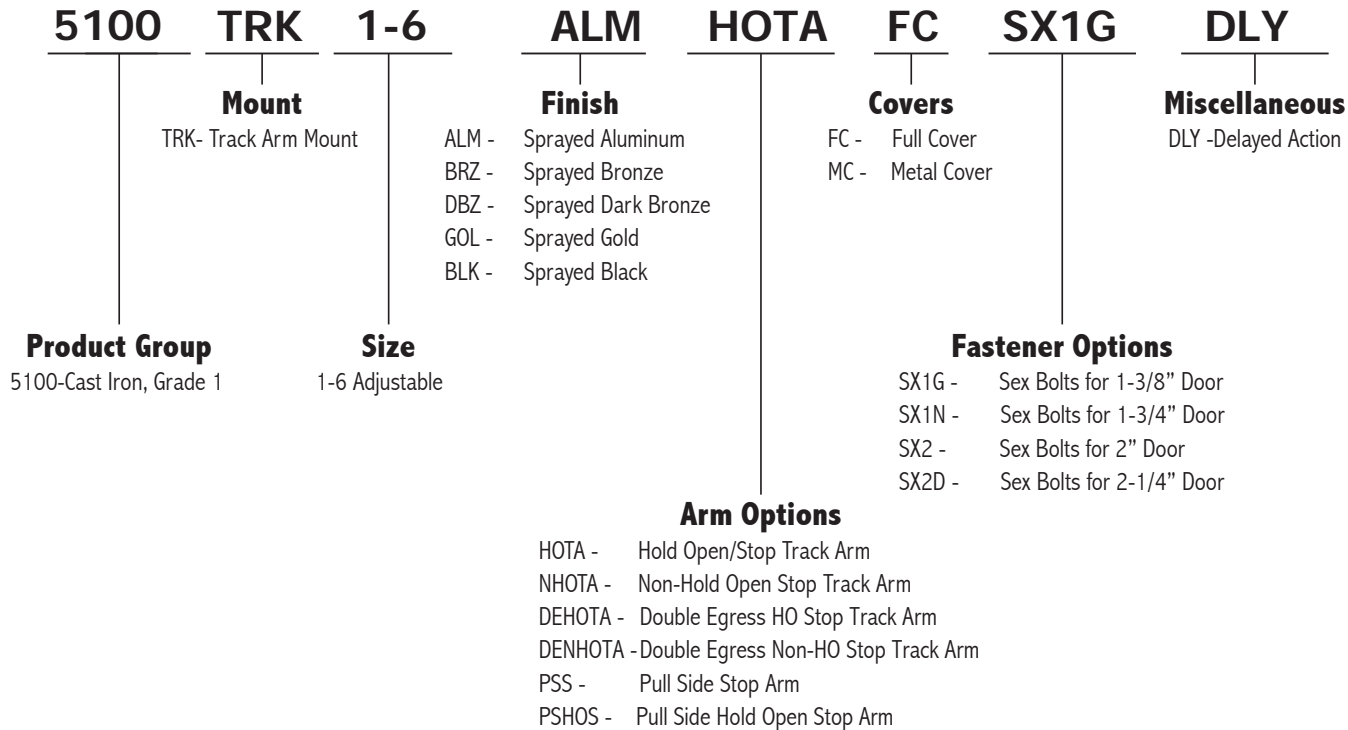 5100 TRK 1-6 ALM HOTA FC SX1G DLY
Mount
TRK- Track Arm Mount
Finish
ALM - Sprayed Aluminum
BRZ - Sprayed Bronze
DBZ - Sprayed Dark Bronze
GOL - Sprayed Gold
BLK - Sprayed Black
Covers
FC - Full Cover
MC - Metal Cover
Miscellaneous
DLY -Delayed Action
Product Group
5100-Cast Iron, Grade 1
Size
1-6 Adjustable
Fastener Options
SX1G - Sex Bolts for 1-3/8” Door
SX1N - Sex Bolts for 1-3/4” Door
SX2 - Sex Bolts for 2” Door
SX2D - Sex Bolts for 2-1/4” Door
Arm Options
HOTA - Hold Open/Stop Track Arm
NHOTA - Non-Hold Open Stop Track Arm
DEHOTA - Double Egress HO Stop Track Arm
DENHOTA - Double Egress Non-HO Stop Track Arm
PSS - Pull Side Stop Arm
PSHOS - Pull Side Hold Open Stop Arm